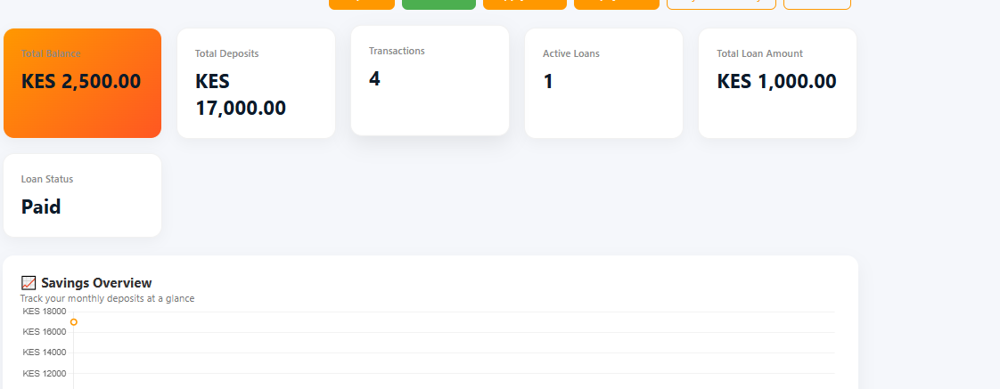 Total Balance
KES 2,500.00
Total Deposits
KES
17,000.00
Transactions
4
Active Loans
1
Total Loan Amount
KES 1,000.00
Loan Status
Paid
Savings Overview
Track your monthly deposits at a glance
KES 18000
KES 16000
KES 14000
KES 12000